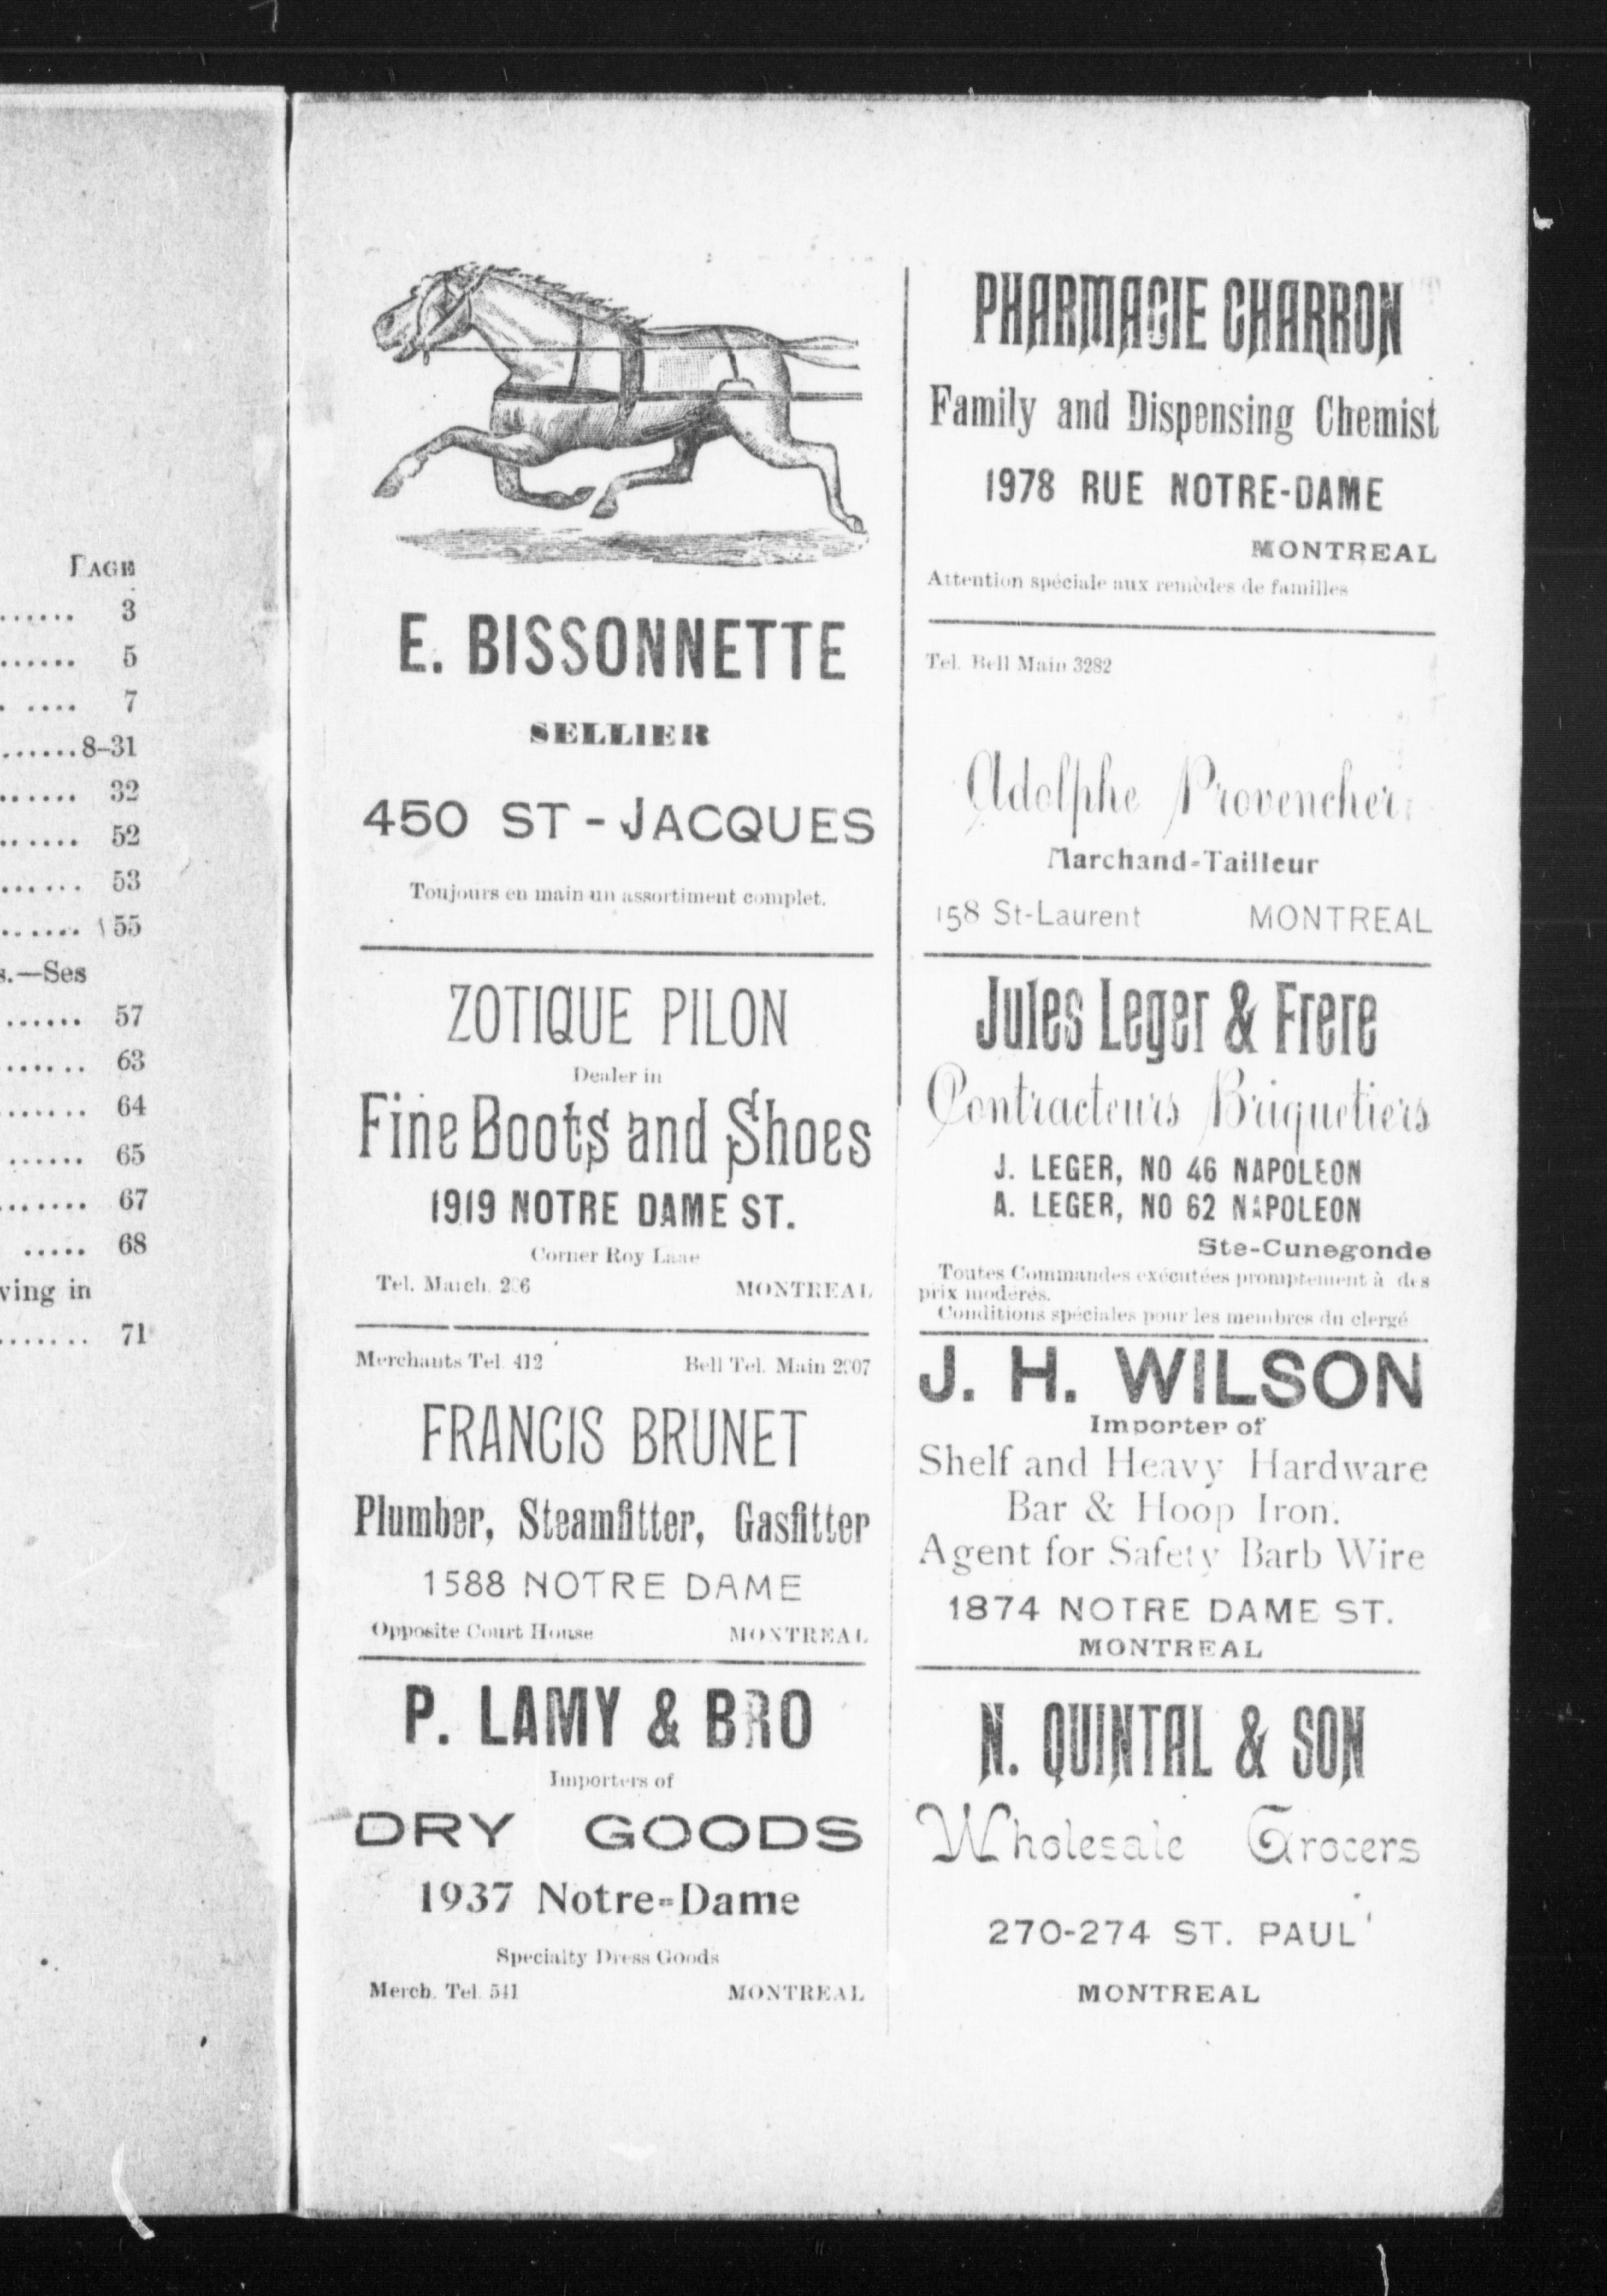 PAGE
...... 3
...... 5
. .... 7
......8-31
...... 32
...... 52
...... 53
...... 55
s.—Ses
...... 57
...... 63
....... 64
...... 65
....... 67
..... 68
ving in
....... 71
E. BISSONNETTE
SELLIER
450 ST-JACQUES
Toujours en main un assortiment complet.
ZOTIQUE PILON
Dealer in
Fine Boots and Shoes
1919 NOTRE DAME ST.
Corner Roy Lane
Tel. March. MONTREAL
Merchants Tel. 412 Bell Tel. Main
FRANCIS BRUNET
Plumber, Steamfitter, Gasfitter
1588 NOTRE DAME
Opposite Court House MONTREAL
P. LAMY & BRO
Importers of
DRY GOODS
1937 Notre-Dame
Specialty Dress Goods
Merch. Tel. 541 MONTREAL
PHARMACIE CHARRON
Family and Dispensing Chemist
1978 RUE NOTRE-DAME
MONTREAL
Attention spéciale aux remèdes de familles
Tel. Bell Main 3282
Adolphe Provencher
Marchand-Tailleur
158 St-Laurent MONTREAL
Jules Leger & Frere
Contracteurs Briquetiers
J. LEGER, NO 46 NAPOLEON
A. LEGER, NO 62 NAPOLEON
Ste-Cunegonde
Toutes Commandes exécutées promptement à des
prix modérés.
Conditions spéciales pour les membres du clergé
J. H. WILSON
Importer of
Shelf and Heavy Hardware
Bar & Hoop Iron.
Agent for Safety Barb Wire
1874 NOTRE DAME ST.
MONTREAL
N. QUINTAL & SON
Wholesale Grocers
270-274 ST. PAUL
MONTREAL